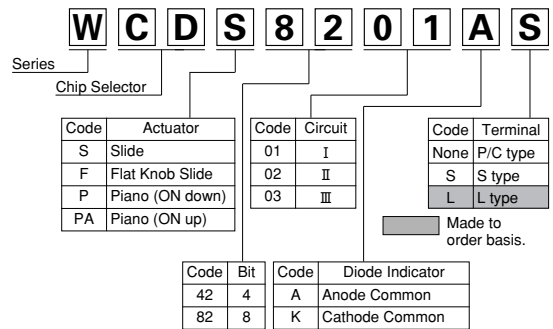 W C D S 8 2 0 1 A S
Series
Chip Selector
Code Actuator
S Slide
F Flat Knob Slide
P Piano (ON down)
PA Piano (ON up)
Code Circuit
01 Ⅰ
02 Ⅱ
03 Ⅲ
Code Terminal
None P/C type
S S type
L L type
Made to
order basis.
Code Bit
42 4
82 8
Code Diode Indicator
A Anode Common
K Cathode Common